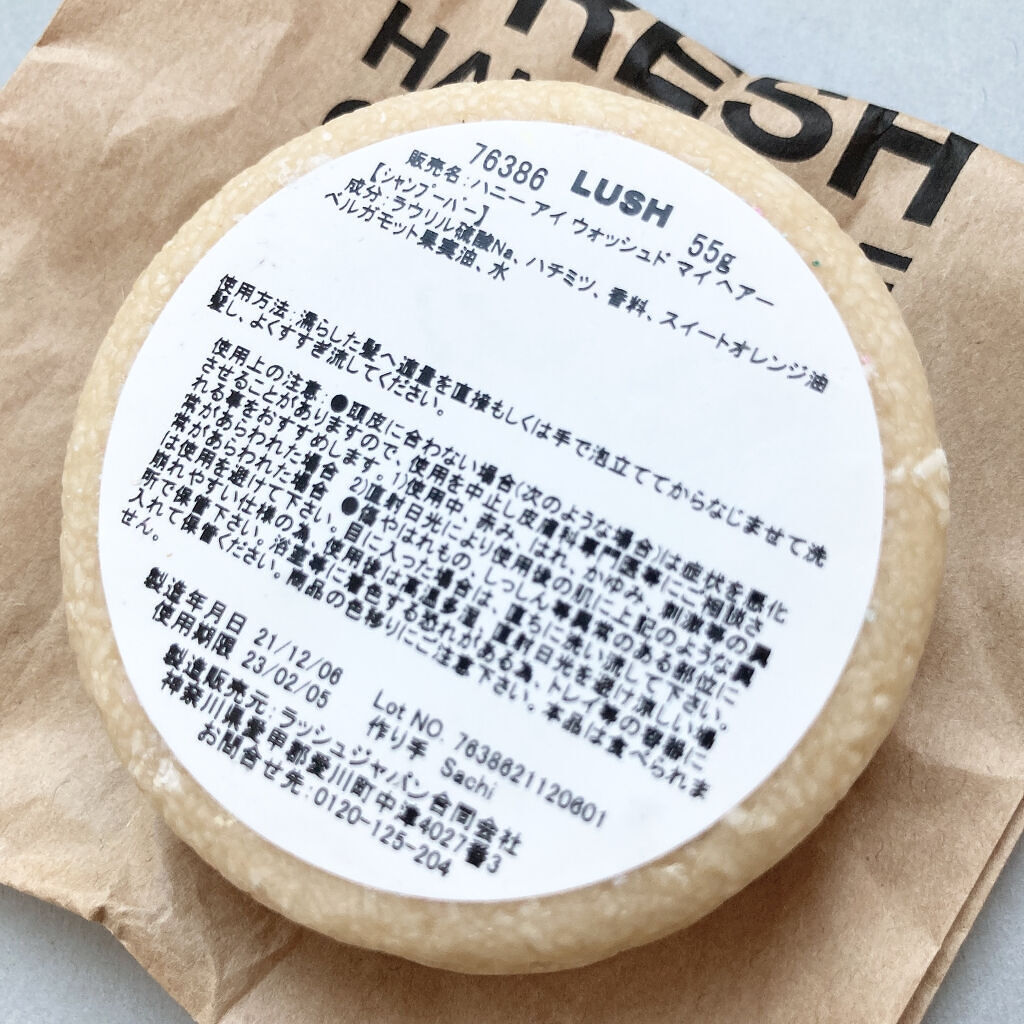 RESH
HAN
76386 LUSH 55g
販売名:ハニー アイ ウオッシュド マイ ヘアー
【シャンプーバー】
成分:ラウリル硫酸Na、ハチミツ、香料、スイートオレンジ油
ベルガモット果実油、水
使用方法:濡らした髪へ適量を直接もしくは手で泡立ててからなじませて洗
髪し、よくすすぎ流してください。
使用上の注意:●頭皮に合わない場合(次のような場合)は症状を悪化
させることがありますので、使用を中止し皮膚科専門医等にご相談さ
れる事をおすすめします。1)使用中、赤み、はれ、かゆみ、刺激等の異
常があらわれた場合 2)直射日光により使用後の肌に上記のような異
常があらわれた場合 ●傷やはれもの、しっしん等異常のある部位に
は使用を避けて下さい。目に入った場合は、直ちに洗い流して下さい。
崩れやすい仕様の為、使用後は高温多湿、直射日光を避け涼しい場
所で保管下さい。浴室等に着色する恐れがある為、トレイ等の容器に
入れて保管ください。商品の色移りにご注意下さい。本品は食べられま
せん。
製造年月日 21/12/06
使用期限 23/02/05
Lot NO. 7638621120601
作り手 Sachi
製造販売元:ラッシュジャパン合同会社
神奈川県愛甲郡愛川町中津4027番3
お問合せ先:0120-125-204